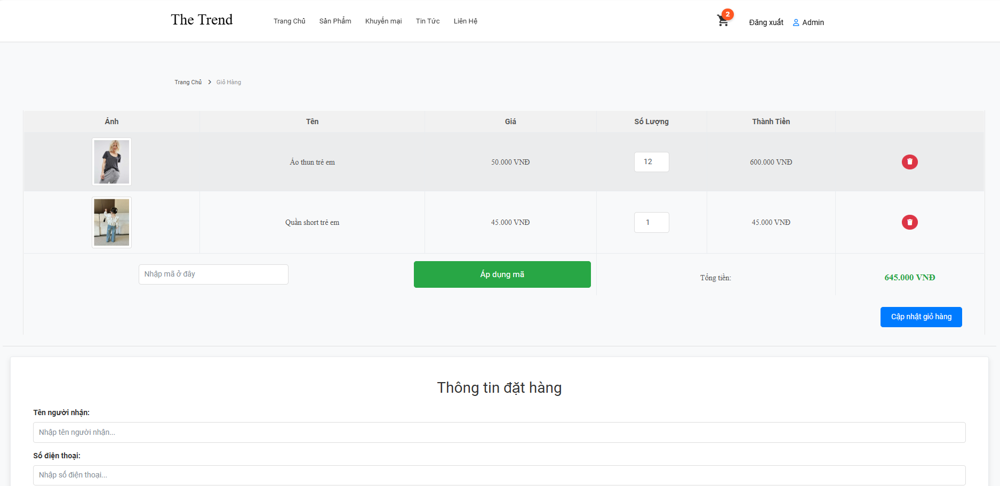 The Trend
Trang Chủ Sản Phẩm Khuyến mại Tin Tức Liên Hệ
2
Đăng xuất Admin
Trang Chủ > Giỏ Hàng
Ảnh Tên Giá Số Lượng Thành Tiền
Áo thun trẻ em 50.000 VNĐ 12 600.000 VNĐ
Quần short trẻ em 45.000 VNĐ 1 45.000 VNĐ
Nhập mã ở đây Áp dụng mã Tổng tiền: 645.000 VNĐ
Cập nhật giỏ hàng
Thông tin đặt hàng
Tên người nhận:
Nhập tên người nhận...
Số điện thoại:
Nhập số điện thoại...